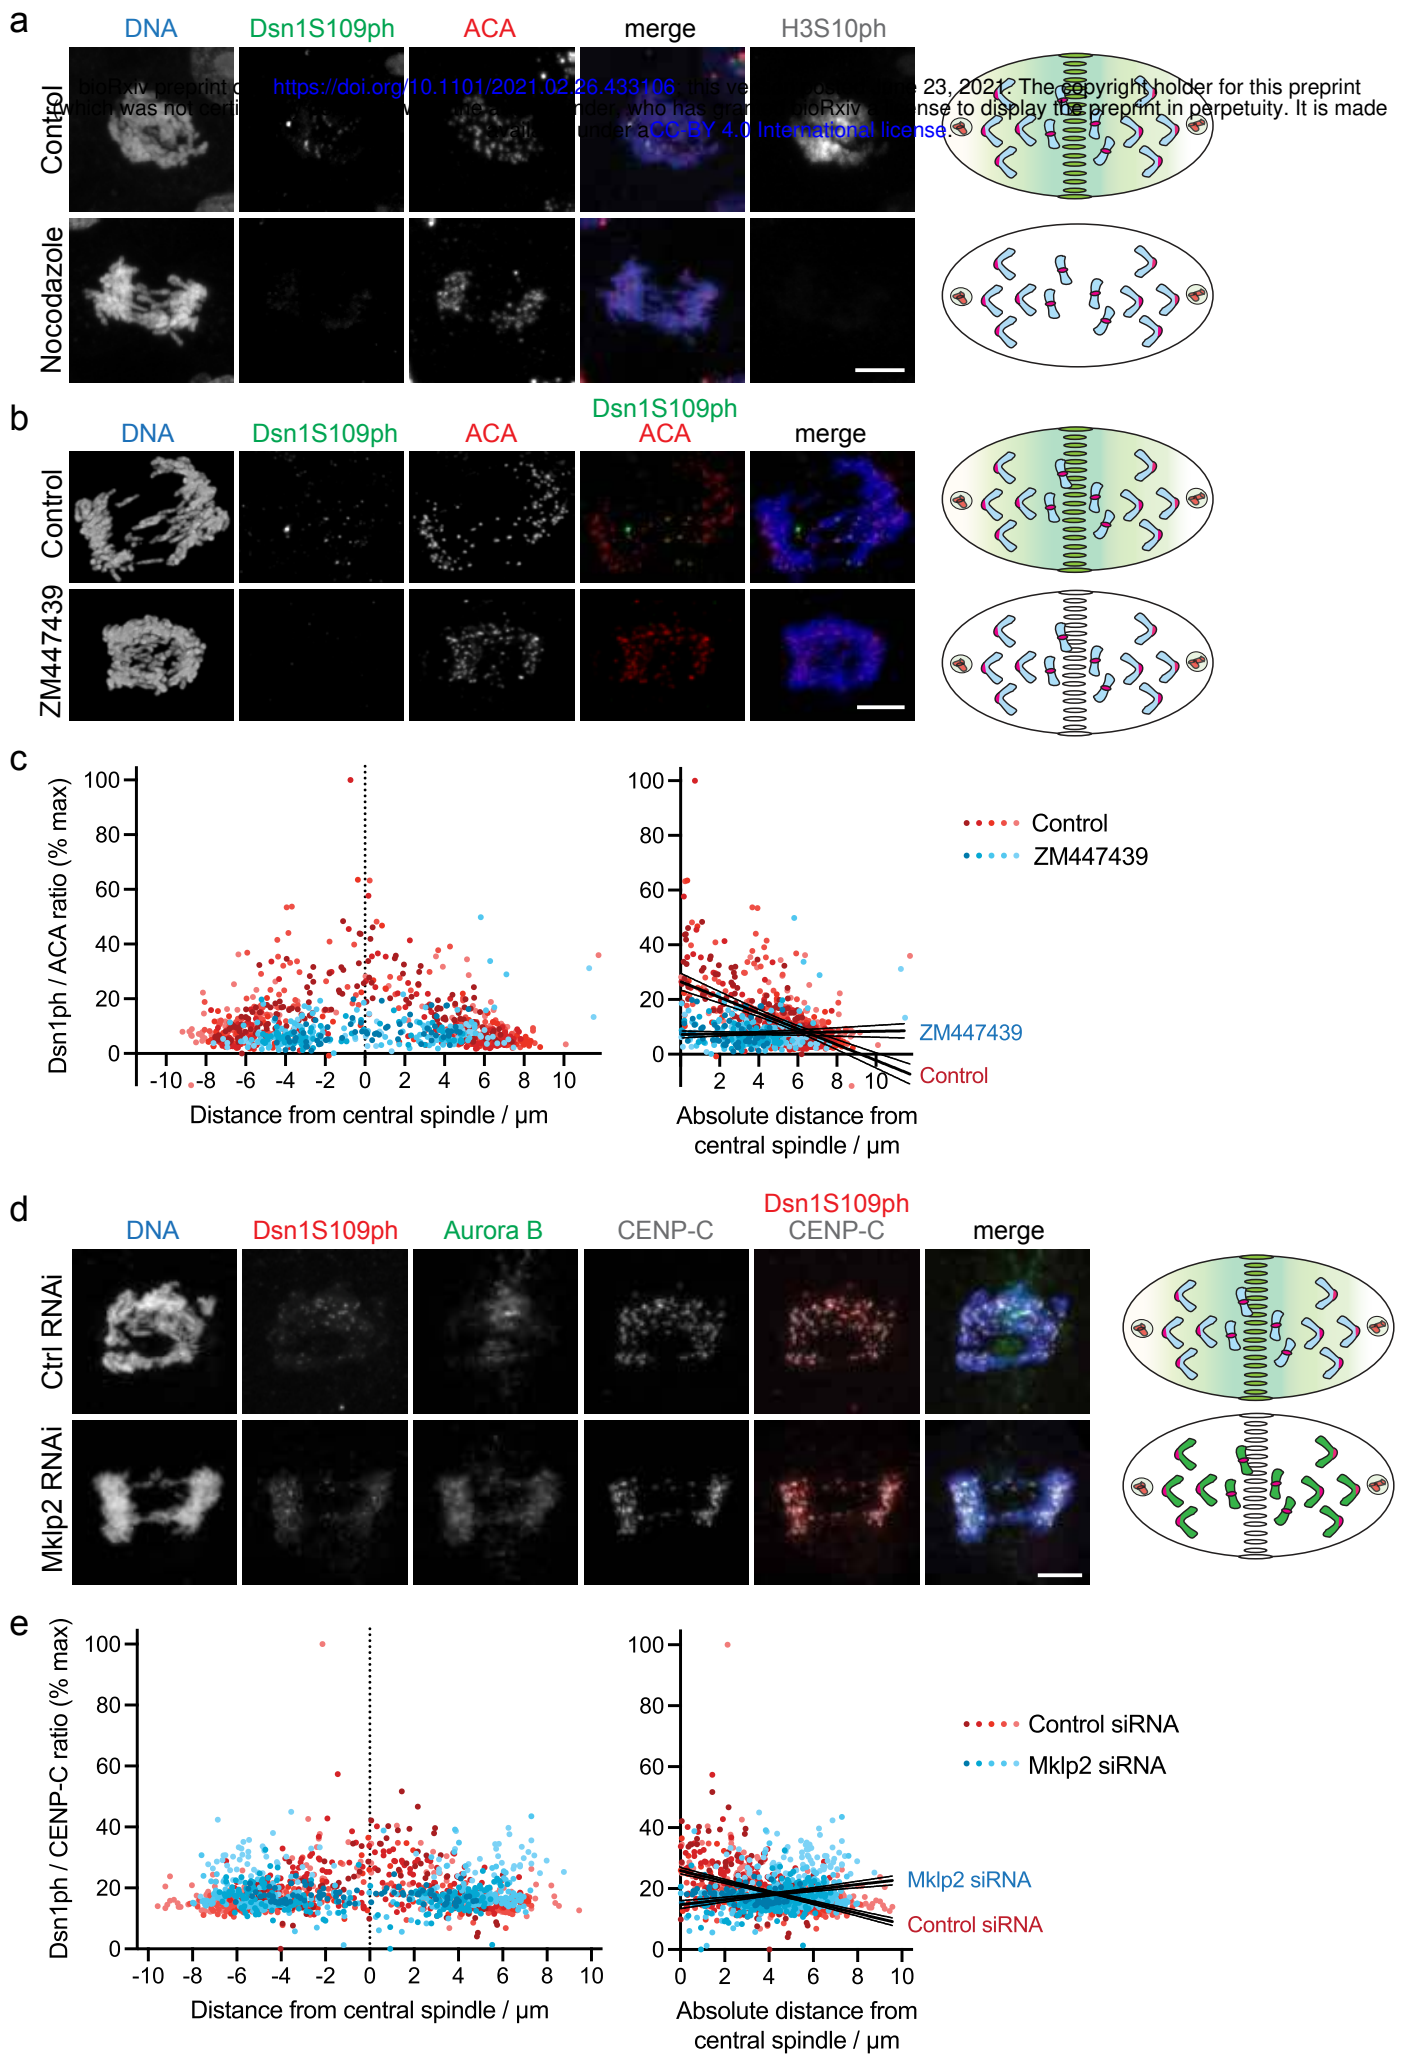 a
DNA Dsn1S109ph ACA merge H3S10ph
Control
bioRxiv preprint https://doi.org/10.1101/2021.02.26.433106; this 23, 2021. The copyright holder for this preprint
(which was not who has to display the preprint in perpetuity. It is made
under aCC-BY 4.0 International license.
Nocodazole
b
Dsn1S109ph
DNA Dsn1S109ph ACA ACA merge
Control
ZM447439
c
Dsn1ph / ACA ratio (% max)
100
80
60
40
20
0
-10 -8 -6 -4 -2 0 2 4 6 8 10
Distance from central spindle / µm
100
80
60
40
20
0
2 4 6 8 10
Absolute distance from
central spindle / µm
Control
ZM447439
ZM447439
Control
d
Dsn1S109ph
DNA Dsn1S109ph Aurora B CENP-C CENP-C merge
Ctrl RNAi
Mklp2 RNAi
e
Dsn1ph / CENP-C ratio (% max)
100
80
60
40
20
0
-10 -8 -6 -4 -2 0 2 4 6 8 10
Distance from central spindle / µm
100
80
60
40
20
0
0 2 4 6 8 10
Absolute distance from
central spindle / µm
Control siRNA
Mklp2 siRNA
Mklp2 siRNA
Control siRNA